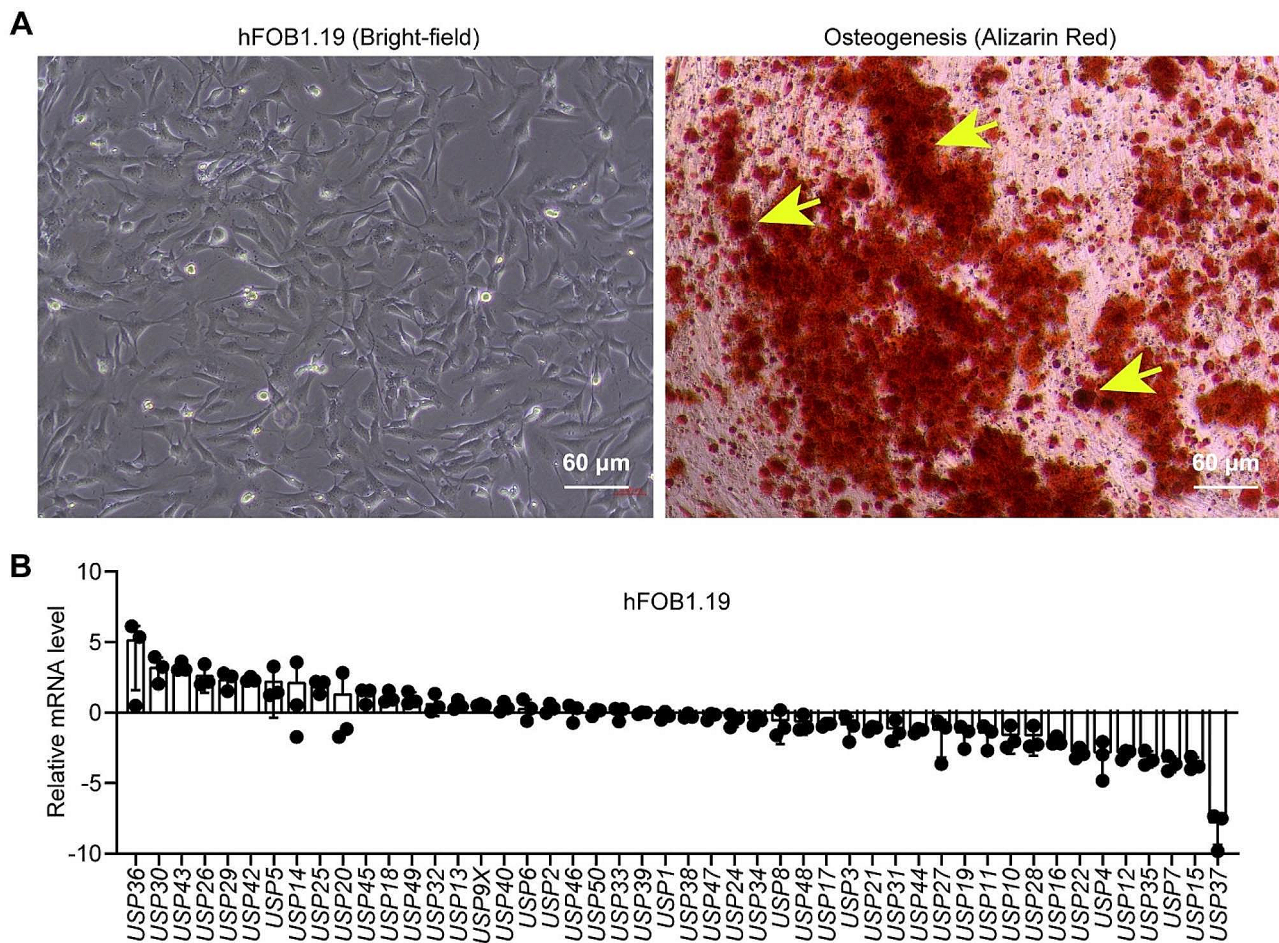 A
hFOB1.19 (Bright-field)
Osteogenesis (Alizarin Red)
60 µm
60 µm
B
hFOB1.19
Relative mRNA level
10
5
0
-5
-10
USP36
USP30
USP43
USP26
USP29
USP42
USP5
USP14
USP25
USP20
USP45
USP18
USP49
USP32
USP13
USP9X
USP40
USP6
USP2
USP46
USP50
USP33
USP39
USP1
USP38
USP47
USP24
USP34
USP8
USP48
USP17
USP3
USP21
USP31
USP44
USP27
USP19
USP11
USP10
USP28
USP16
USP22
USP4
USP12
USP35
USP7
USP15
USP37